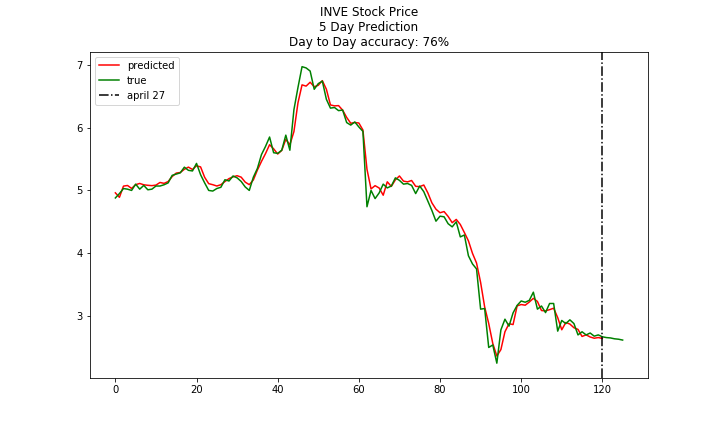 INVE Stock Price
5 Day Prediction
Day to Day accuracy: 76%
predicted
true
april 27
7
6
5
4
3
0 20 40 60 80 100 120